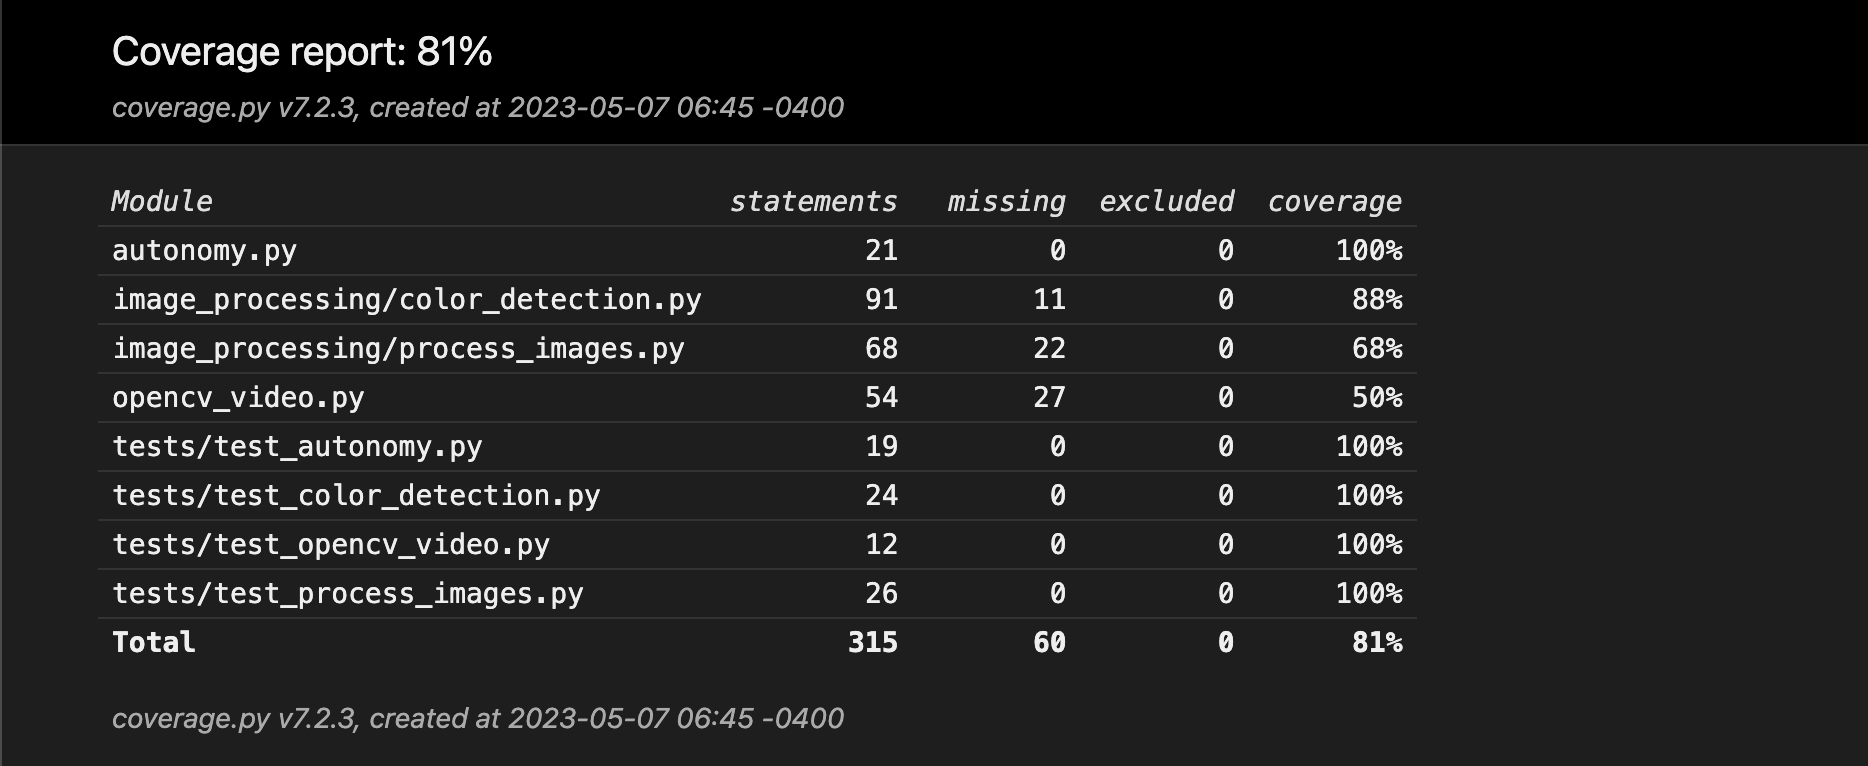 Coverage report: 81%
coverage.py v7.2.3, created at 2023-05-07 06:45 -0400
Module statements missing excluded coverage
autonomy.py 21 0 0 100%
image_processing/color_detection.py 91 11 0 88%
image_processing/process_images.py 68 22 0 68%
opencv_video.py 54 27 0 50%
tests/test_autonomy.py 19 0 0 100%
tests/test_color_detection.py 24 0 0 100%
tests/test_opencv_video.py 12 0 0 100%
tests/test_process_images.py 26 0 0 100%
Total 315 60 0 81%
coverage.py v7.2.3, created at 2023-05-07 06:45 -0400